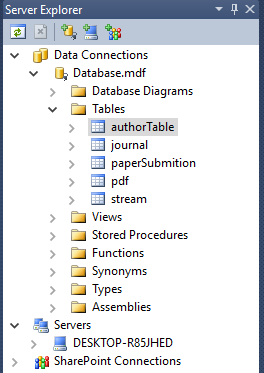 Server Explorer
Data Connections
Database.mdf
Database Diagrams
Tables
authorTable
journal
paperSubmition
pdf
stream
Views
Stored Procedures
Functions
Synonyms
Types
Assemblies
Servers
DESKTOP-R85JHED
SharePoint Connections